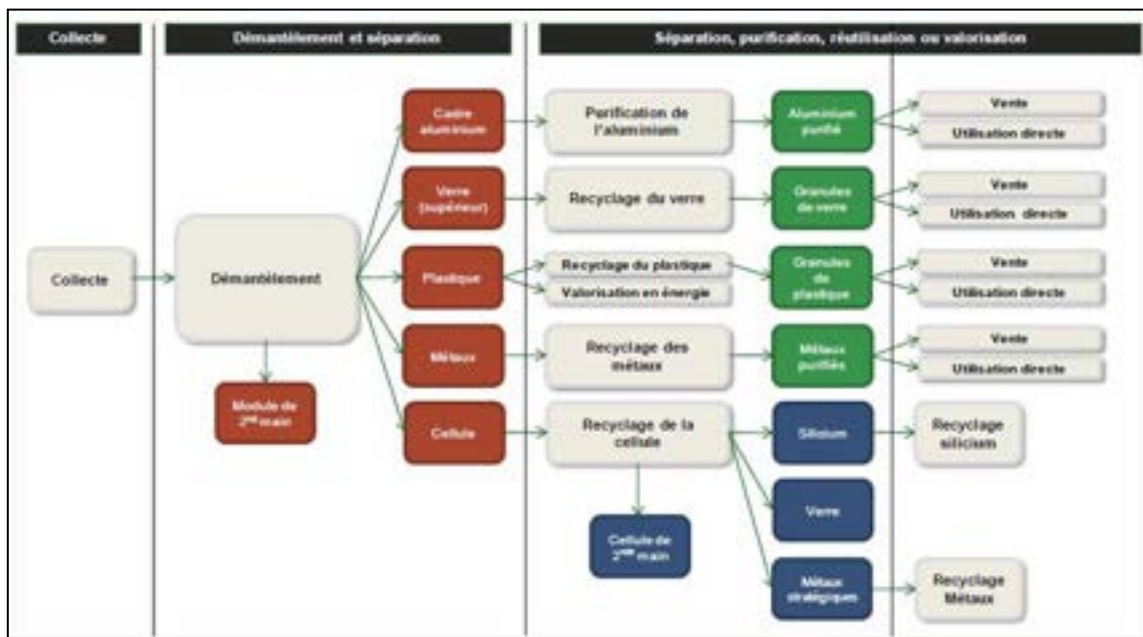 Collecte
Démantèlement et séparation
Séparation, purification, réutilisation ou valorisation
Cadre
aluminium
Purification de
l'aluminium
Aluminium
purifié
Vente
Utilisation directe
Verre
(supérieur)
Recyclage du verre
Granules
de verre
Vente
Utilisation directe
Collecte
Démantèlement
Plastique
Recyclage du plastique
Valorisation en énergie
Granules
de
plastique
Vente
Utilisation directe
Métaux
Recyclage des
métaux
Métaux
purifiés
Vente
Utilisation directe
Module de
2nd main
Cellule
Recyclage de la
cellule
Silicium
Recyclage
silicium
Verre
Cellule de
2nde main
Métaux
stratégiques
Recyclage
Métaux